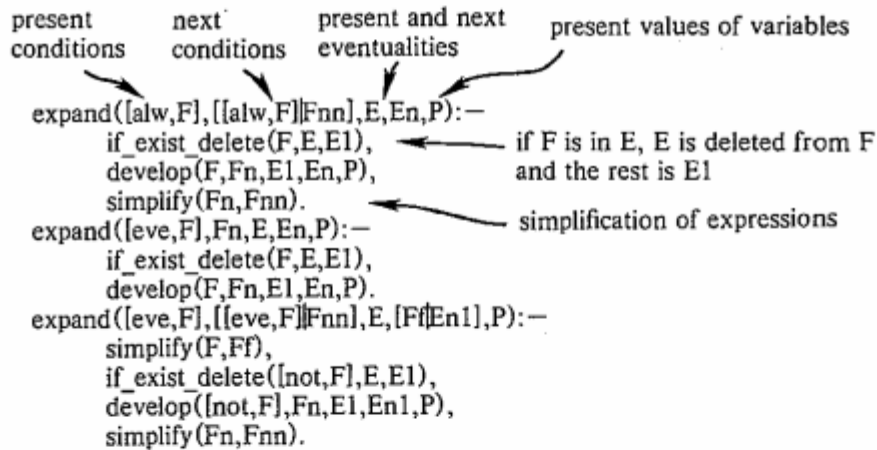 present next present and next present values of variables
conditions conditions eventualities
expand([alw,F],[[alw,F]|Fnn],E,En,P):—
if_exist_delete(F,E,E1), if F is in E, E is deleted from F
develop(F,Fn,E1,En,P), and the rest is E1
simplify(Fn,Fnn). simplification of expressions
expand([eve,F],Fn,E,En,P):—
if_exist_delete(F,E,E1),
develop(F,Fn,E1,En,P).
expand([eve,F],[[eve,F]|Fnn],E,[Ff|En1],P):—
simplify(F,Ff),
if_exist_delete([not,F],E,E1),
develop([not,F],Fn,E1,En1,P),
simplify(Fn,Fnn).